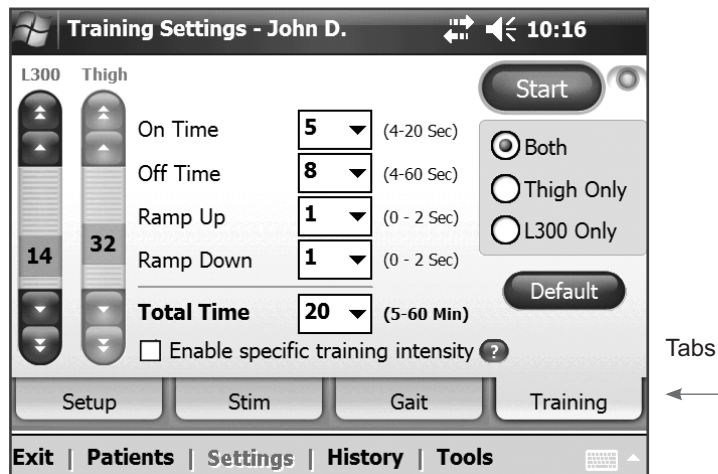 Training Settings - John D. 10:16
L300 Thigh
Start
On Time 5 (4-20 Sec)
Both
Off Time 8 (4-60 Sec)
Thigh Only
Ramp Up 1 (0 - 2 Sec)
L300 Only
14 32
Ramp Down 1 (0 - 2 Sec)
Default
Total Time 20 (5-60 Min)
Enable specific training intensity ?
Tabs
Setup Stim Gait Training
Exit | Patients | Settings | History | Tools